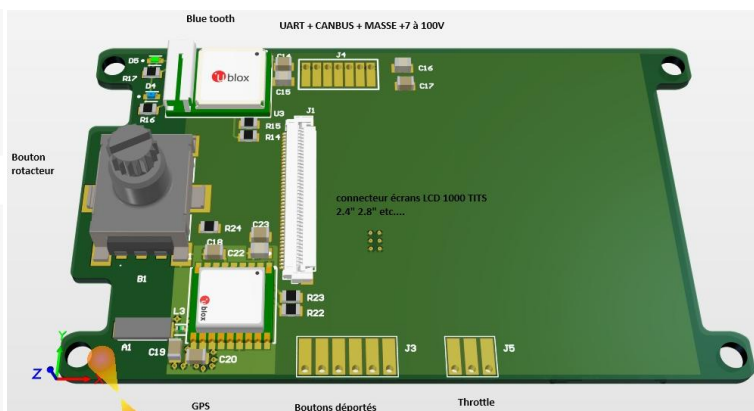 Blue tooth
UART + CANBUS + MASSE +7 à 100V
D5
R17
D4
R16
ublox
C14
C15
J4
C16
C17
U3
J1
R15
R14
Bouton
rotacteur
connecteur écrans LCD 1000 TITS
2.4" 2.8" etc....
R24
C23
C18
C22
B1
ublox
R23
R22
L3
A1
C19
C20
J3
J5
Y
Z
X
GPS
Boutons déportés
Throttle